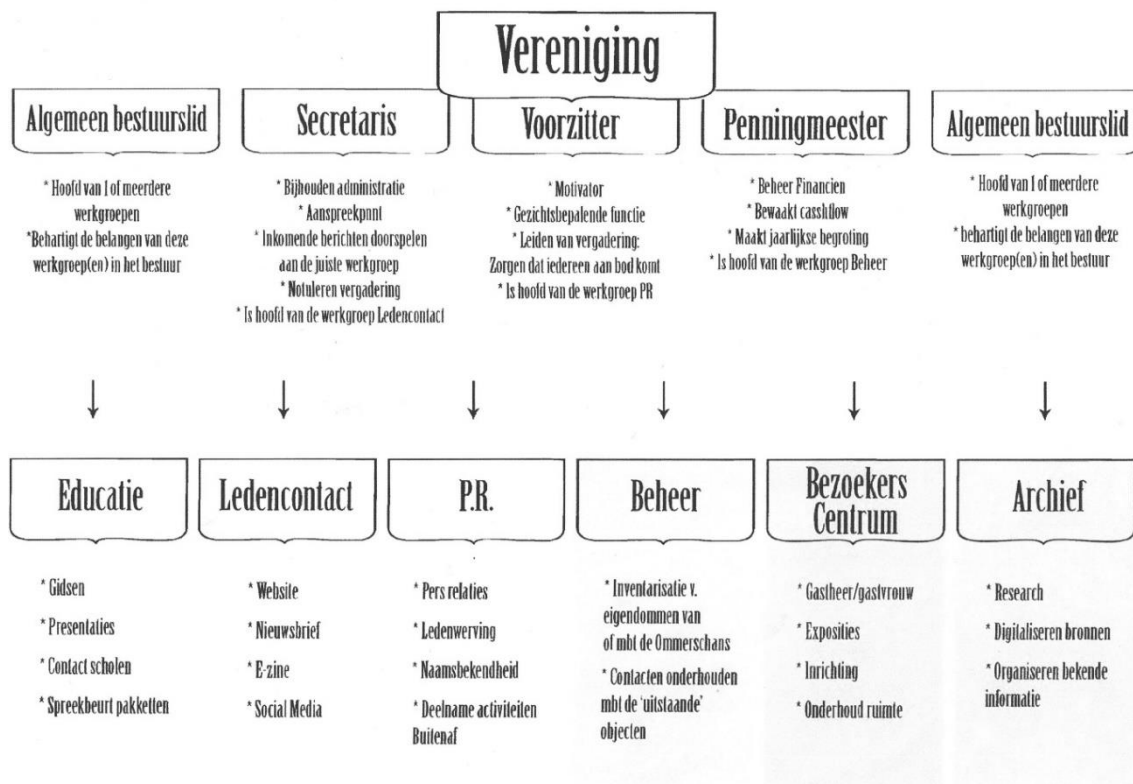 Vereniging
Algemeen bestuurslid
* Hoofd van 1 of meerdere
werkgroepen
*Behartigt de belangen van deze
werkgroep(en) in het bestuur
Secretaris
* Bijhouden administratie
* Aanspreekpnnt
* Inkomende berichten doorspelen
aan de juiste werkgroep
* Notuleren vergadering
* Is hoofd van de werkgroep Ledencontact
Voorzitter
* Motivator
* Gezichtsbepalende functie
* Leiden van vergadering:
Zorgen dat iedereen aan bod komt
* Is hoofd van de werkgroep PR
Penningmeester
* Beheer Financien
* Bewaakt casshflow
* Maakt jaarlijkse begroting
* Is hoofd van de werkgroep Beheer
Algemeen bestuurslid
* Hoofd van 1 of meerdere
werkgroepen
* behartigt de belangen van deze
werkgroep(en) in het bestuur
Educatie
* Gidsen
* Presentaties
* Contact scholen
* Spreekbeurt pakketten
Ledencontact
* Website
* Nieuwsbrief
* E-zine
* Social Media
P.R.
* Pers relaties
* Ledenwerving
* Naamsbekendheid
* Deelname activiteiten
Buitenaf
Beheer
* Inventarisatie v.
eigendommen van
of mbt de Ommerschans
* Contacten onderhouden
mbt de 'uitstaande'
objecten
Bezoekers
Centrum
* Gastheer/gastvrouw
* Exposities
* Inrichting
* Onderhoud ruimte
Archief
* Research
* Digitaliseren bronnen
* Organiseren bekende
informatie